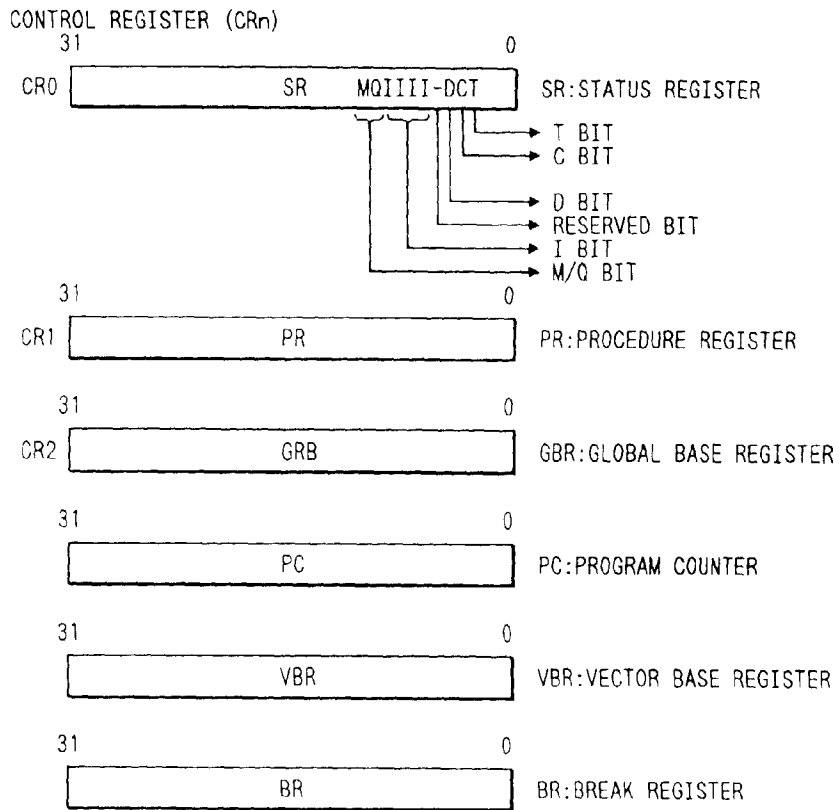 CONTROL REGISTER (CRn)
31 0
CR0 SR MQIIII-DCT SR:STATUS REGISTER
T BIT
C BIT
D BIT
RESERVED BIT
I BIT
M/Q BIT
31 0
CR1 PR PR:PROCEDURE REGISTER
31 0
CR2 GRB GBR:GLOBAL BASE REGISTER
31 0
PC PC:PROGRAM COUNTER
31 0
VBR VBR:VECTOR BASE REGISTER
31 0
BR BR:BREAK REGISTER